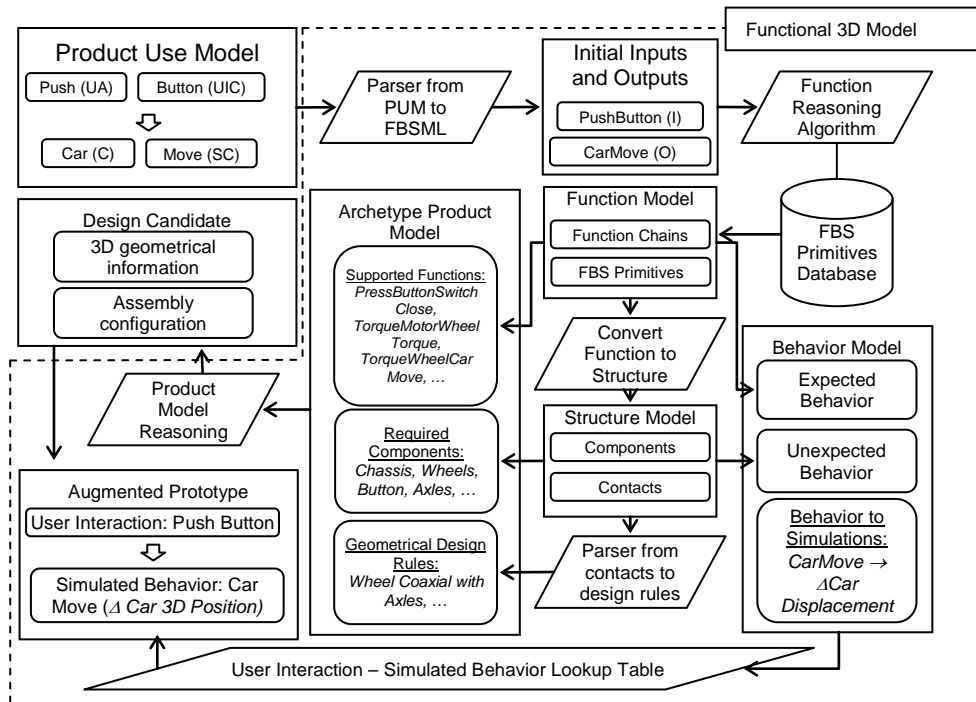 Functional 3D Model
Product Use Model
Push (UA)
Button (UIC)
Car (C)
Move (SC)
Parser from
PUM to
FBSML
Initial Inputs
and Outputs
PushButton (I)
CarMove (O)
Function
Reasoning
Algorithm
FBS
Primitives
Database
Design Candidate
3D geometrical
information
Assembly
configuration
Product
Model
Reasoning
Augmented Prototype
User Interaction: Push Button
Simulated Behavior: Car
Move (Δ Car 3D Position)
Archetype Product
Model
Supported Functions:
PressButtonSwitch
Close,
TorqueMotorWheel
Torque,
TorqueWheelCar
Move, …
Required
Components:
Chassis, Wheels,
Button, Axles, …
Geometrical Design
Rules:
Wheel Coaxial with
Axles, …
Function Model
Function Chains
FBS Primitives
Convert
Function to
Structure
Structure Model
Components
Contacts
Parser from
contacts to
design rules
Behavior Model
Expected
Behavior
Unexpected
Behavior
Behavior to
Simulations:
CarMove →
ΔCar
Displacement
User Interaction – Simulated Behavior Lookup Table